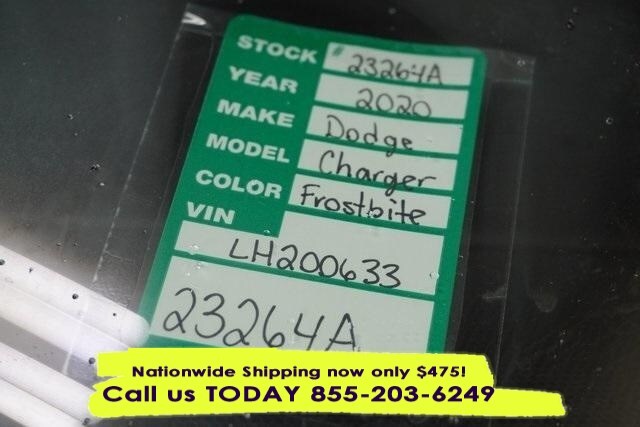 STOCK # 23264A
YEAR 2020
MAKE Dodge
MODEL Charger
COLOR Frostbite
VIN
LH200633
23264A
Nationwide Shipping now only $475!
Call us TODAY 855-203-6249